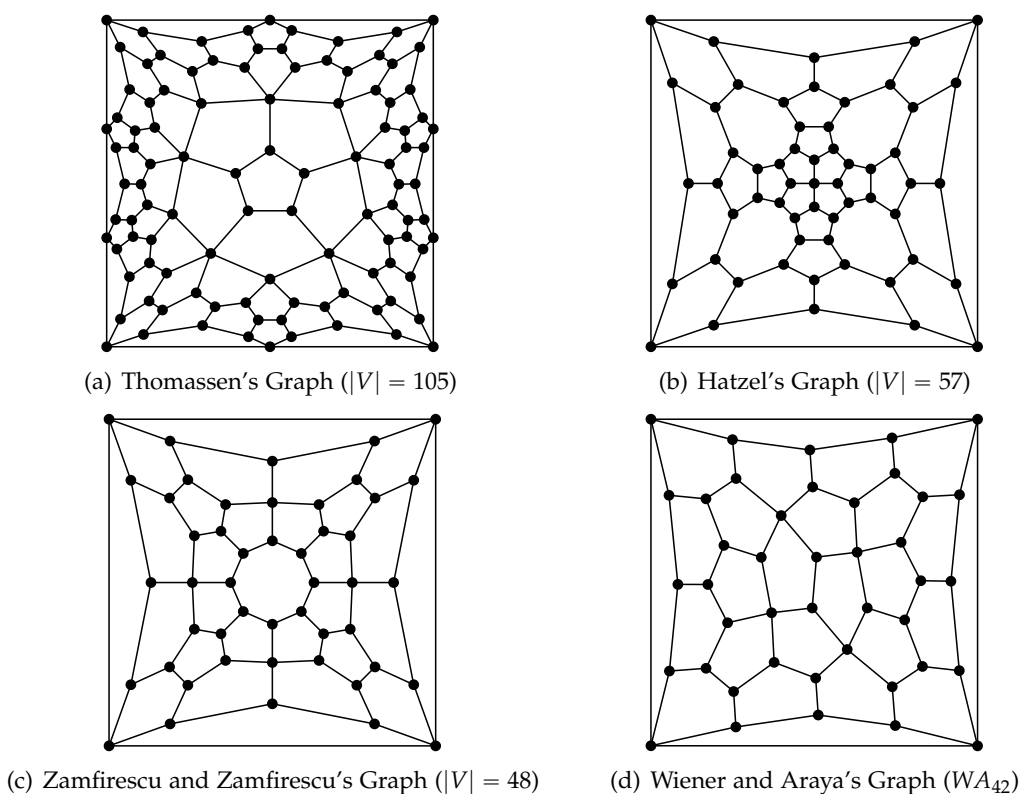 (a) Thomassen's Graph (|V| = 105)
(b) Hatzel's Graph (|V| = 57)
(c) Zamfirescu and Zamfirescu's Graph (|V| = 48)
(d) Wiener and Araya's Graph (WA₄₂)